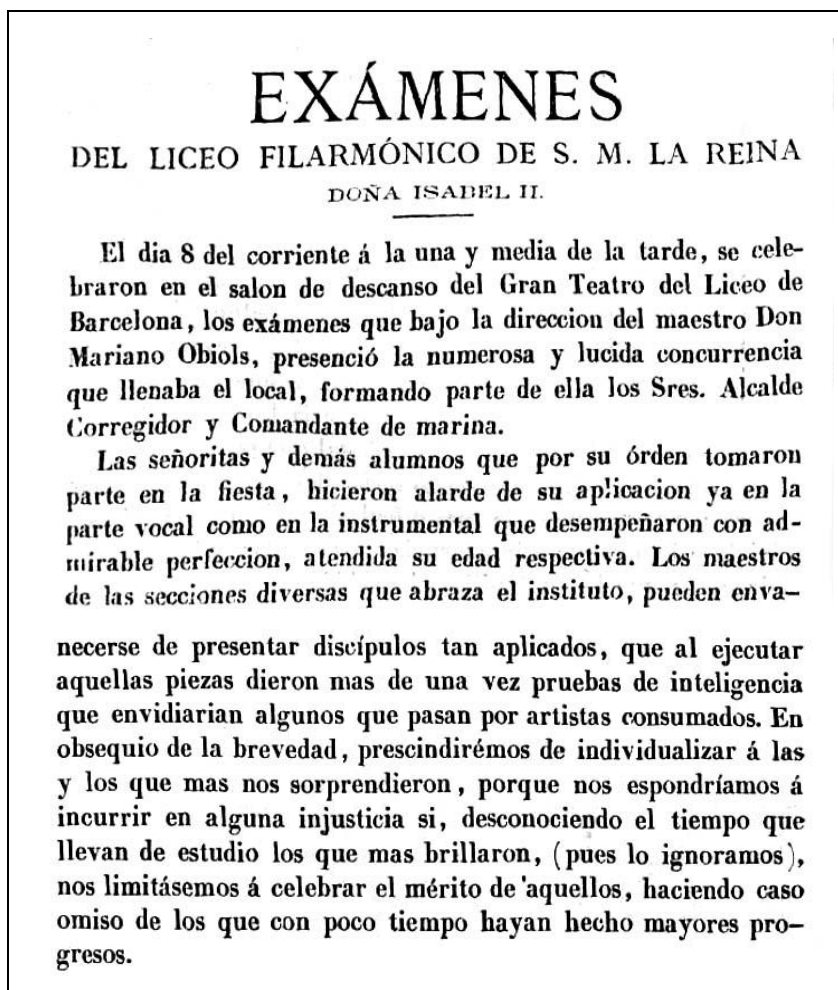 EXÁMENES
DEL LICEO FILARMÓNICO DE S. M. LA REINA
DOÑA ISABEL II.
El dia 8 del corriente á la una y media de la tarde, se cele-
braron en el salon de descanso del Gran Teatro del Liceo de
Barcelona, los exámenes que bajo la direccion del maestro Don
Mariano Obiols, presenció la numerosa y lucida concurrencia
que llenaba el local, formando parte de ella los Sres. Alcalde
Corregidor y Comandante de marina.
Las señoritas y demás alumnos que por su órden tomaron
parte en la fiesta, hicieron alarde de su aplicacion ya en la
parte vocal como en la instrumental que desempeñaron con ad-
mirable perfeccion, atendida su edad respectiva. Los maestros
de las secciones diversas que abraza el instituto, pueden enva-
necerse de presentar discípulos tan aplicados, que al ejecutar
aquellas piezas dieron mas de una vez pruebas de inteligencia
que envidiarian algunos que pasan por artistas consumados. En
obsequio de la brevedad, prescindirémos de individualizar á las
y los que mas nos sorprendieron, porque nos espondríamos á
incurrir en alguna injusticia si, desconociendo el tiempo que
llevan de estudio los que mas brillaron, (pues lo ignoramos),
nos limitásemos á celebrar el mérito de aquellos, haciendo caso
omiso de los que con poco tiempo hayan hecho mayores pro-
gresos.